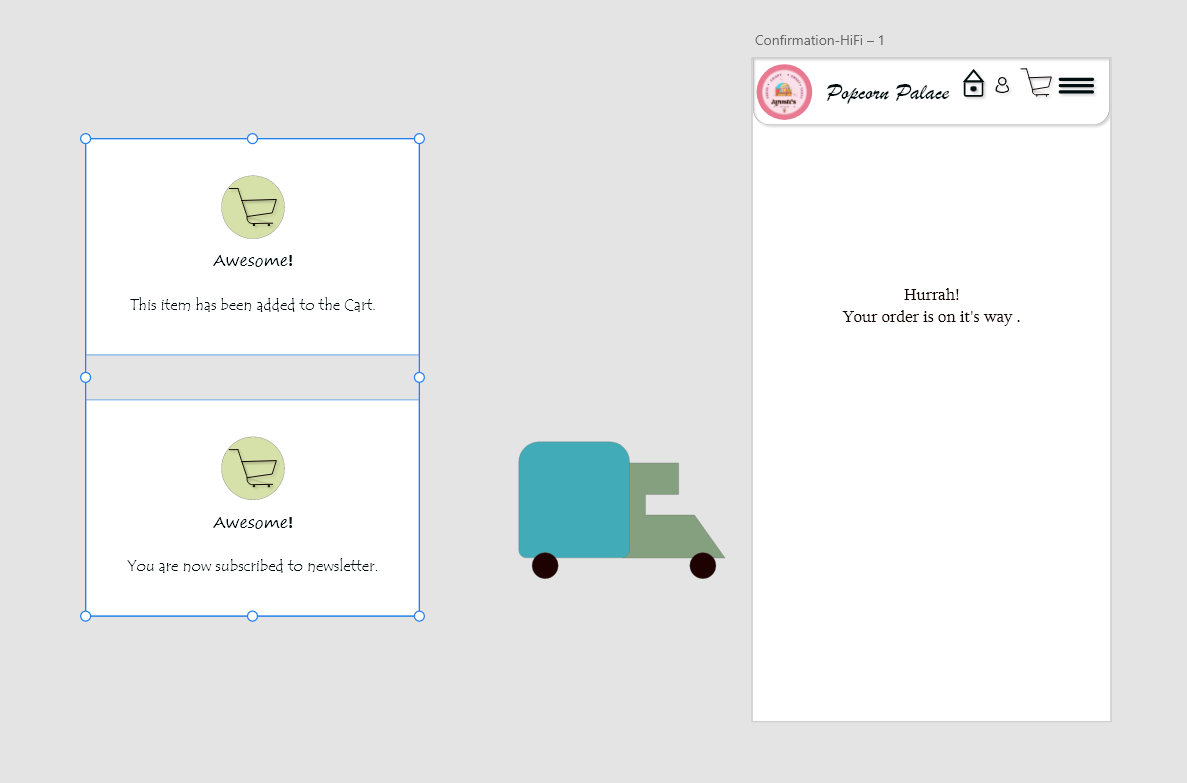 Confirmation-HiFi – 1
Popcorn Palace
Awesome!
This item has been added to the Cart.
Hurrah!
Your order is on it's way .
Awesome!
You are now subscribed to newsletter.